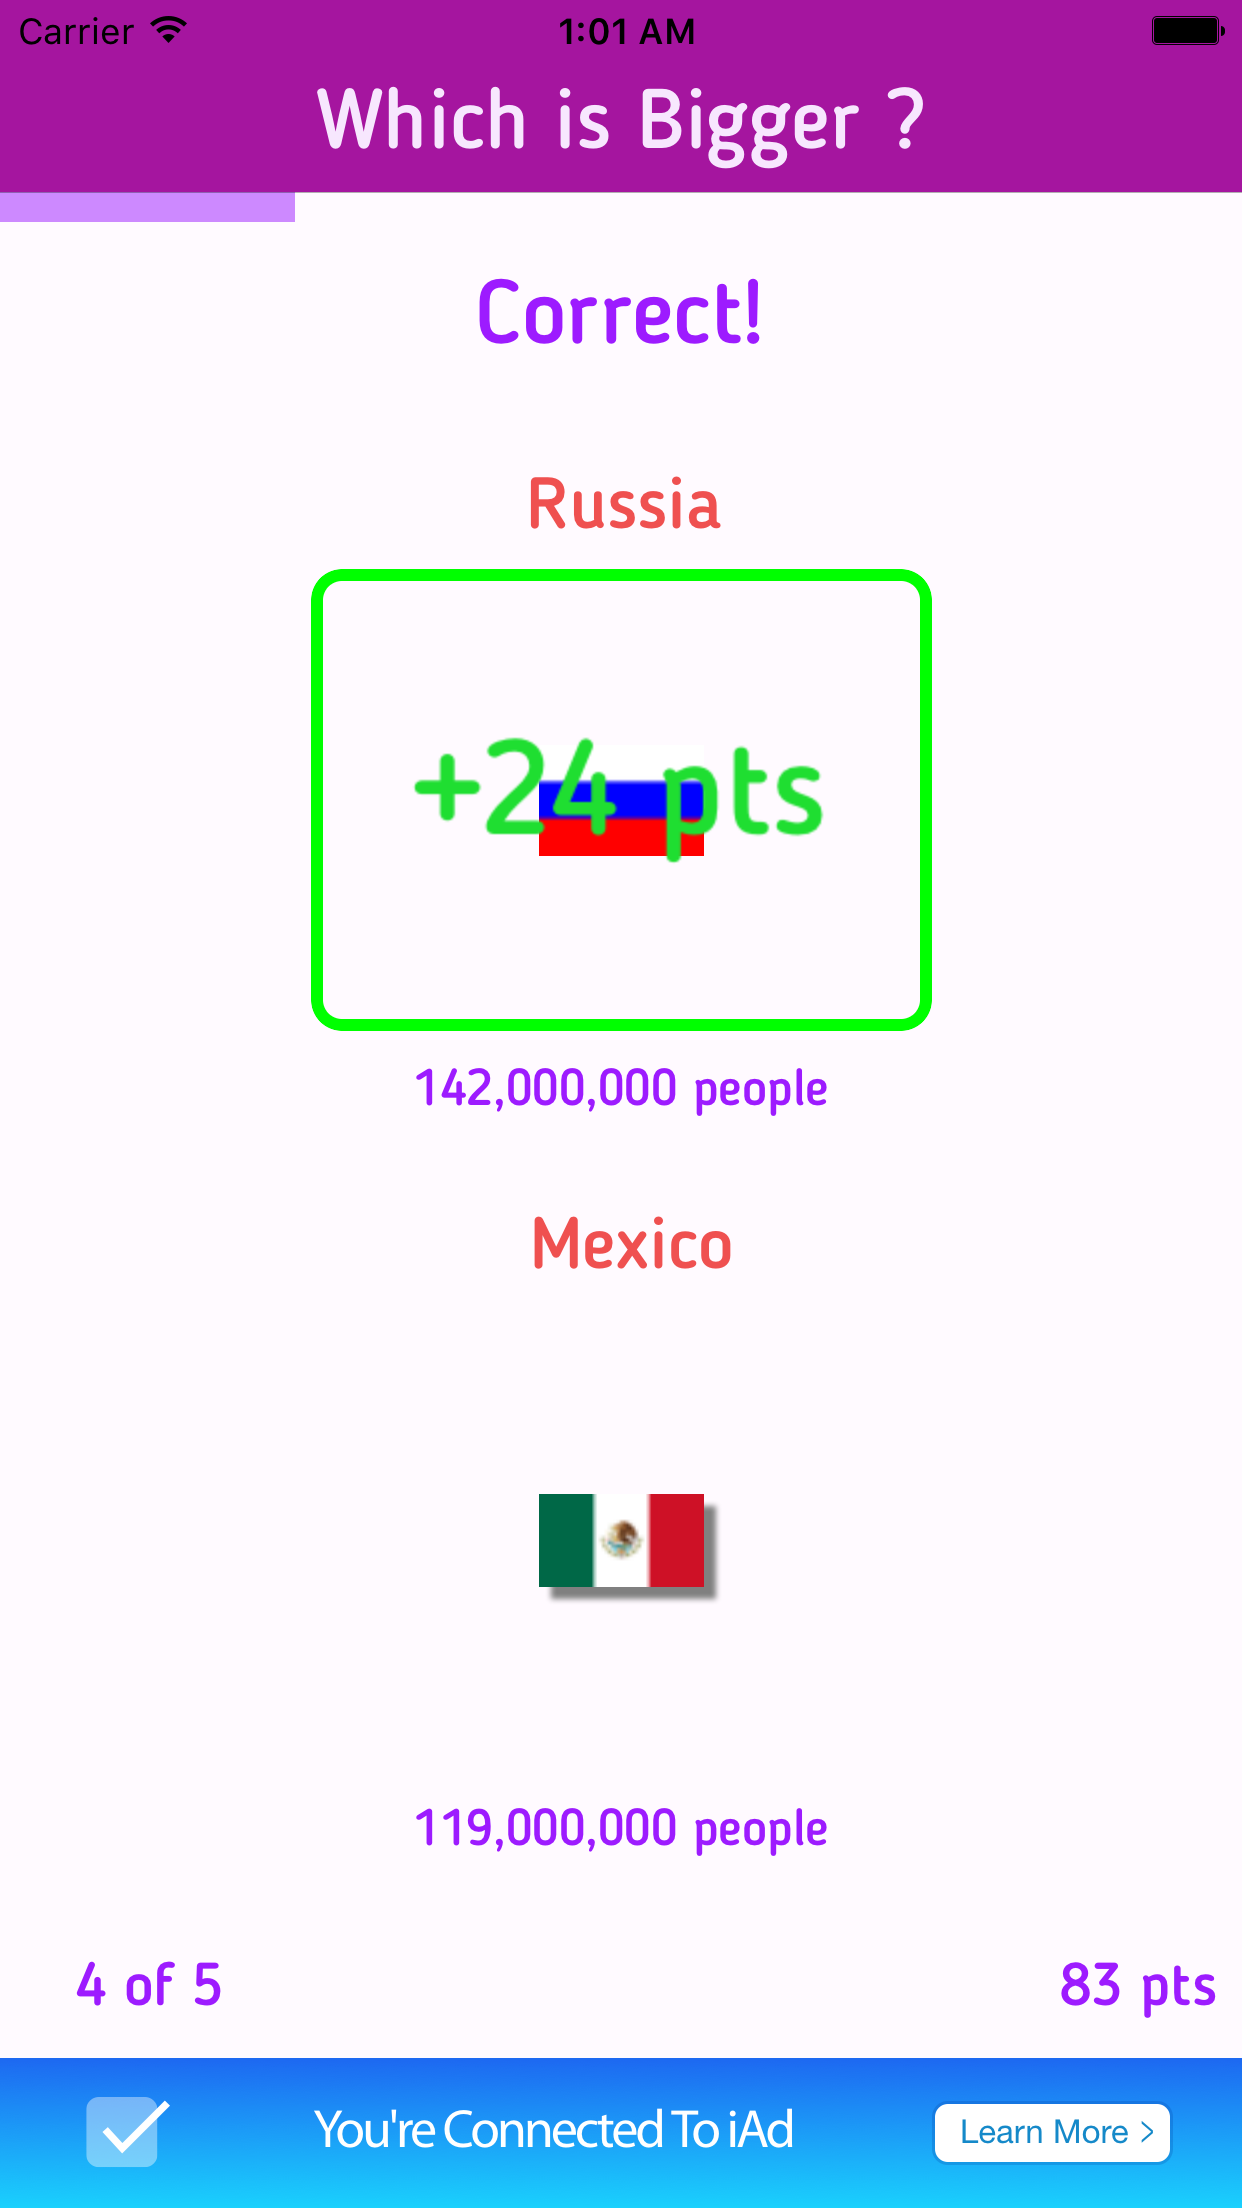 Carrier 1:01 AM
Which is Bigger ?
Correct!
Russia
+24 pts
142,000,000 people
Mexico
119,000,000 people
4 of 5 83 pts
You're Connected To iAd Learn More >